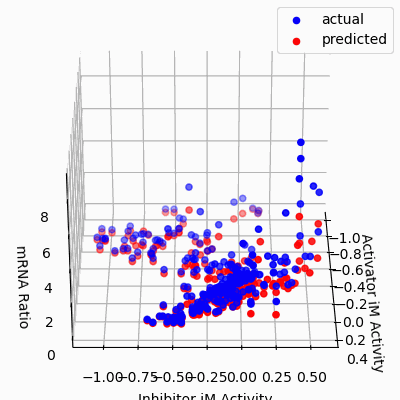 actual
predicted
8
6
4
2
0
mRNA Ratio
-1.0
-0.8
-0.6
-0.4
-0.2
0.0
0.2
0.4
Activator iM Activity
−1.00 −0.75 −0.50 −0.25 0.00 0.25 0.50
Inhibitor iM Activity